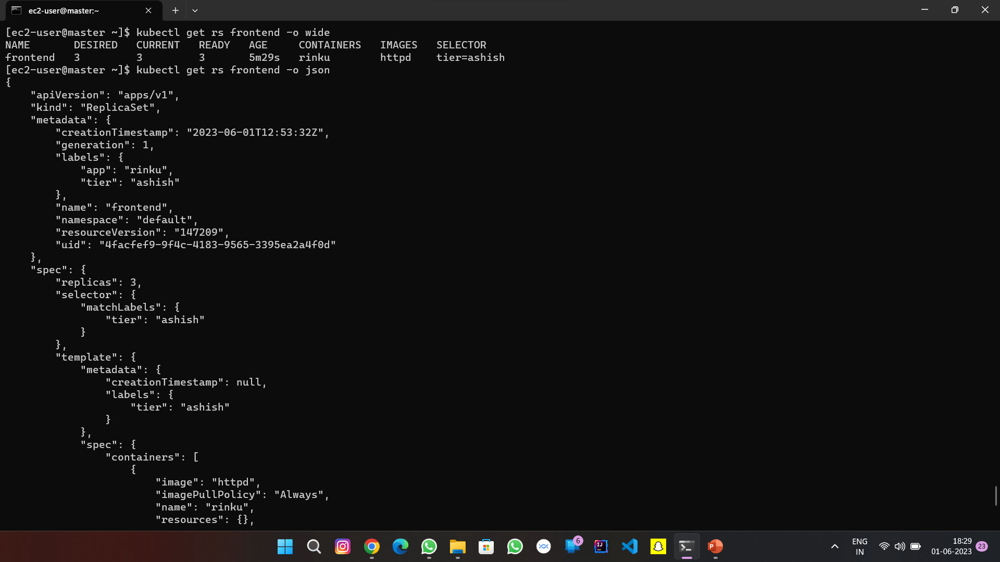 ec2-user@master:~
[ec2-user@master ~]$ kubectl get rs frontend -o wide
NAME       DESIRED   CURRENT   READY   AGE     CONTAINERS   IMAGES   SELECTOR
frontend   3         3         3       5m29s   rinku        httpd    tier=ashish
[ec2-user@master ~]$ kubectl get rs frontend -o json
{
    "apiVersion": "apps/v1",
    "kind": "ReplicaSet",
    "metadata": {
        "creationTimestamp": "2023-06-01T12:53:32Z",
        "generation": 1,
        "labels": {
            "app": "rinku",
            "tier": "ashish"
        },
        "name": "frontend",
        "namespace": "default",
        "resourceVersion": "147209",
        "uid": "4facfef9-9f4c-4183-9565-3395ea2a4f0d"
    },
    "spec": {
        "replicas": 3,
        "selector": {
            "matchLabels": {
                "tier": "ashish"
            }
        },
        "template": {
            "metadata": {
                "creationTimestamp": null,
                "labels": {
                    "tier": "ashish"
                }
            },
            "spec": {
                "containers": [
                    {
                        "image": "httpd",
                        "imagePullPolicy": "Always",
                        "name": "rinku",
                        "resources": {},
6
IJ
P
ENG
IN
18:29
01-06-2023
23